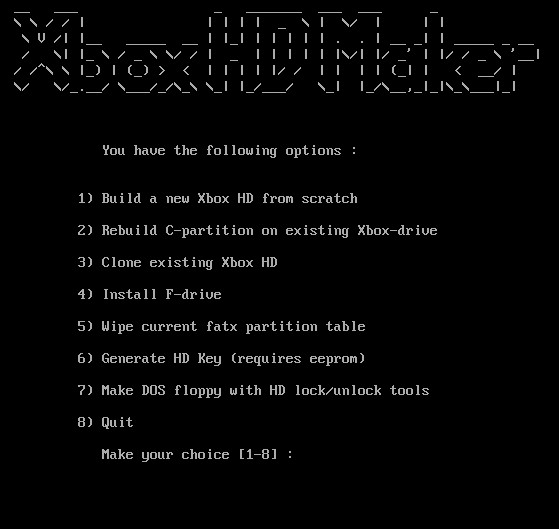 XboxHDMaker
You have the following options :
1) Build a new Xbox HD from scratch
2) Rebuild C-partition on existing Xbox-drive
3) Clone existing Xbox HD
4) Install F-drive
5) Wipe current fatx partition table
6) Generate HD Key (requires eeprom)
7) Make DOS floppy with HD lock/unlock tools
8) Quit
Make your choice [1-8] :